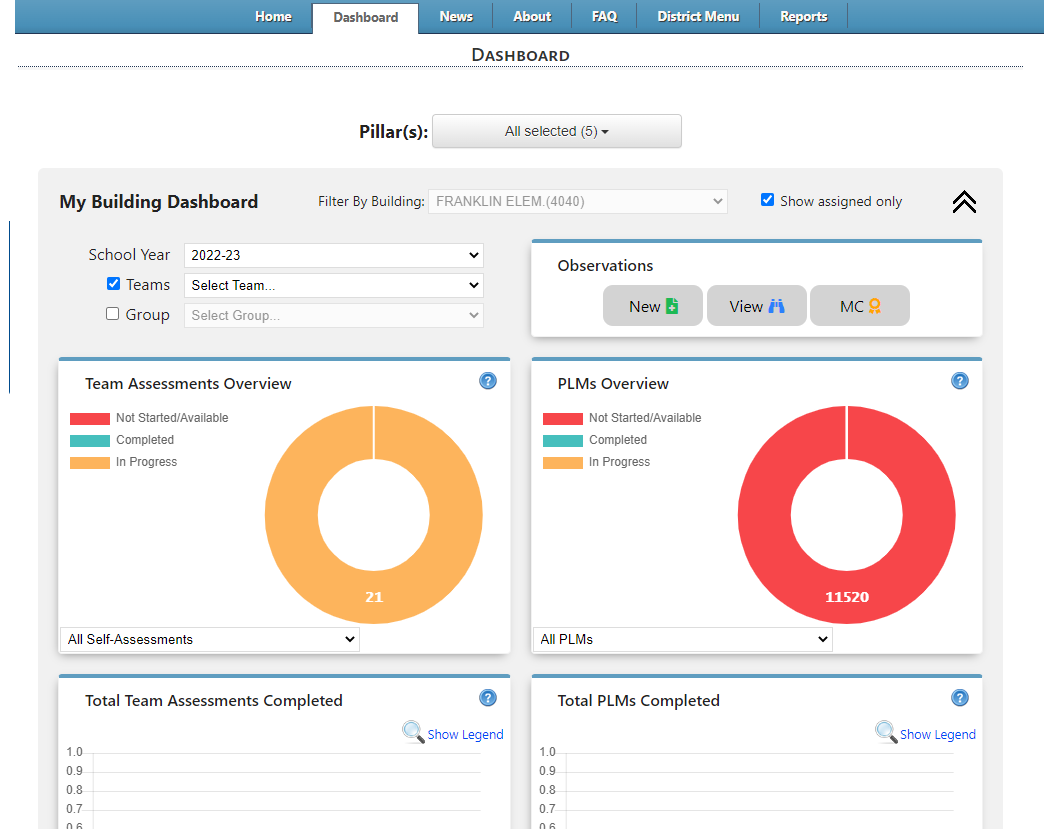 Home Dashboard News About FAQ District Menu Reports
DASHBOARD
Pillar(s): All selected (5)
My Building Dashboard Filter By Building: FRANKLIN ELEM.(4040) Show assigned only
School Year 2022-23
Teams Select Team...
Group Select Group...
Observations
New View MC
Team Assessments Overview ?
Not Started/Available
Completed
In Progress
21
All Self-Assessments
PLMs Overview ?
Not Started/Available
Completed
In Progress
11520
All PLMs
Total Team Assessments Completed ?
Show Legend
1.0
0.9
0.8
0.7
0.6
Total PLMs Completed ?
Show Legend
1.0
0.9
0.8
0.7
0.6